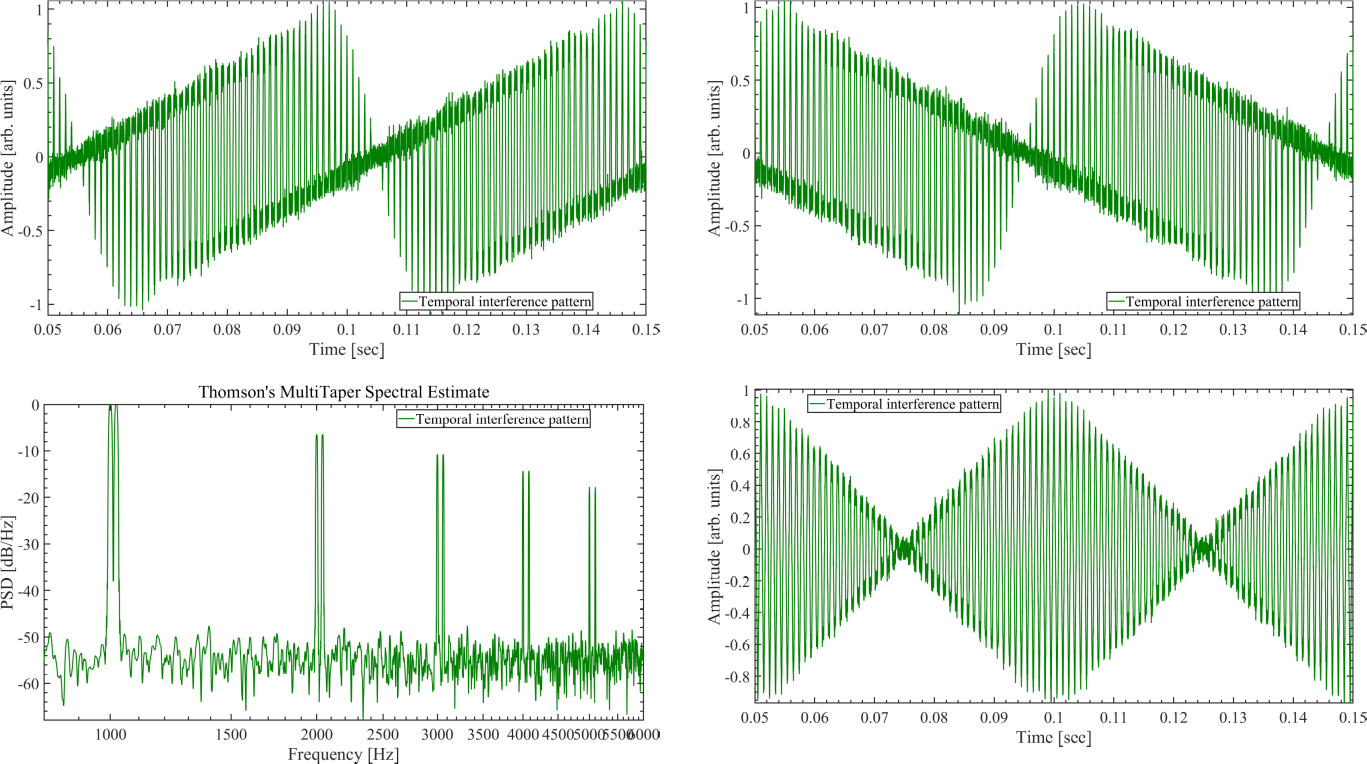 1
0.5
0
-0.5
-1
Amplitude [arb. units]
Temporal interference pattern
0.05 0.06 0.07 0.08 0.09 0.1 0.11 0.12 0.13 0.14 0.15
Time [sec]
1
0.5
0
-0.5
-1
Amplitude [arb. units]
Temporal interference pattern
0.05 0.06 0.07 0.08 0.09 0.1 0.11 0.12 0.13 0.14 0.15
Time [sec]
Thomson's MultiTaper Spectral Estimate
0
-10
-20
-30
-40
-50
-60
PSD [dB/Hz]
Temporal interference pattern
1000 1500 2000 2500 3000 3500 4000 4500 5000 5500 6000
Frequency [Hz]
1
0.8
0.6
0.4
0.2
0
-0.2
-0.4
-0.6
-0.8
Amplitude [arb. units]
Temporal interference pattern
0.05 0.06 0.07 0.08 0.09 0.1 0.11 0.12 0.13 0.14 0.15
Time [sec]